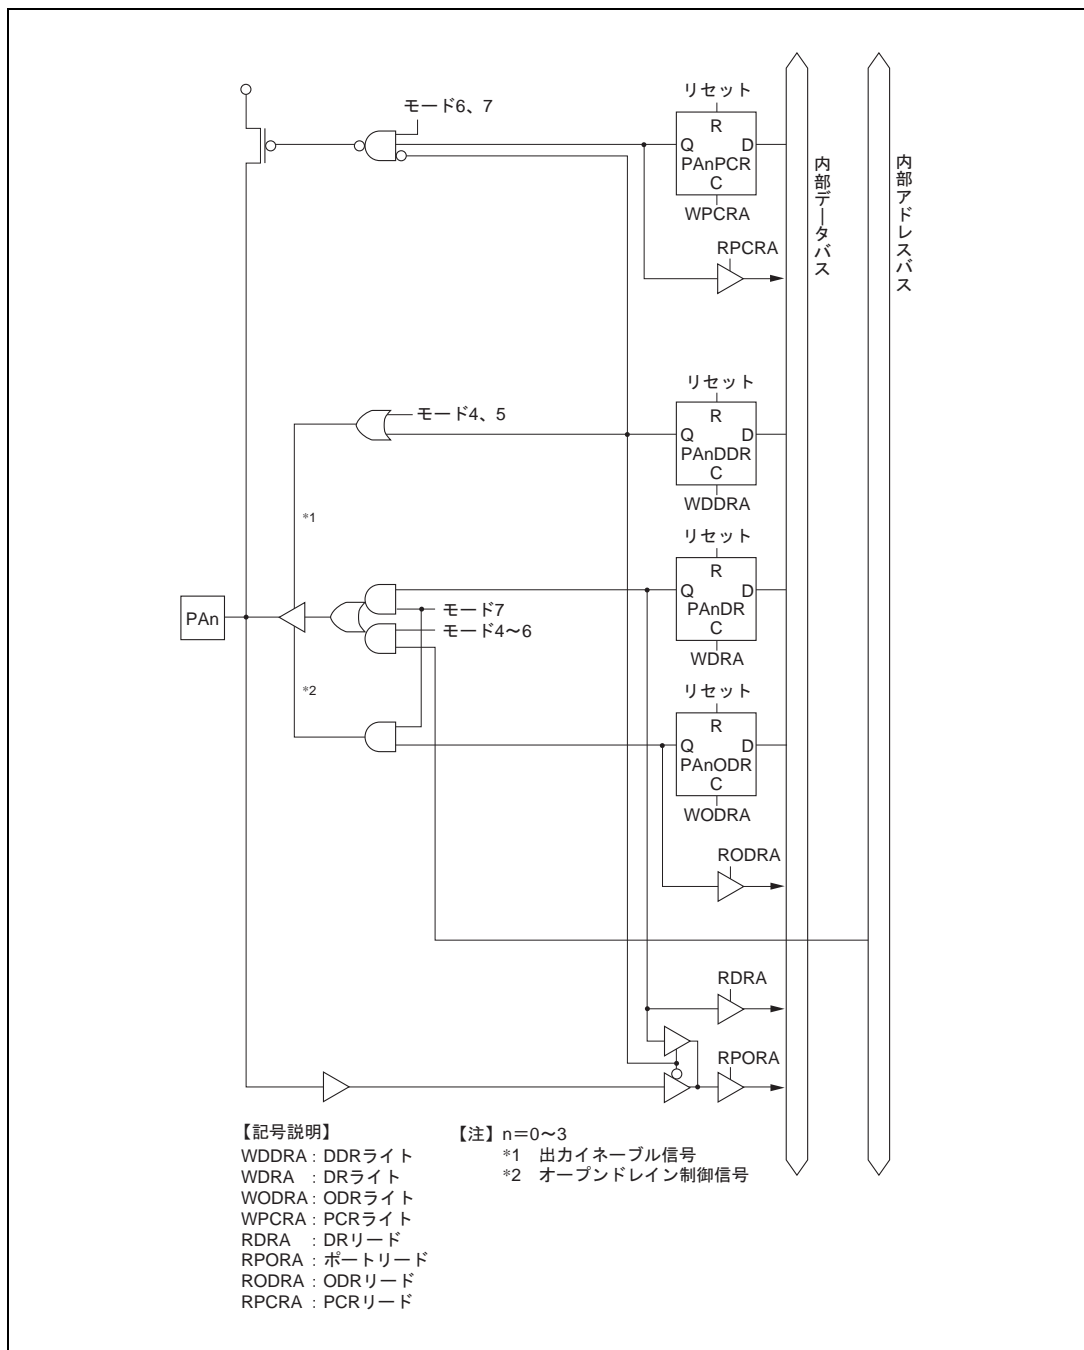 リセット
モード6、7
R
Q D
PAnPCR
C
WPCRA
RPCRA
内部データバス
内部アドレスバス
リセット
モード4、5
R
Q D
PAnDDR
C
WDDRA
*1
リセット
R
Q D
PAnDR
C
WDRA
PAn
モード7
モード4〜6
*2
リセット
R
Q D
PAnODR
C
WODRA
RODRA
RDRA
RPORA
【記号説明】
WDDRA : DDRライト
WDRA : DRライト
WODRA : ODRライト
WPCRA : PCRライト
RDRA : DRリード
RPORA : ポートリード
RODRA : ODRリード
RPCRA : PCRリード
【注】n＝0〜3
*1 出力イネーブル信号
*2 オープンドレイン制御信号